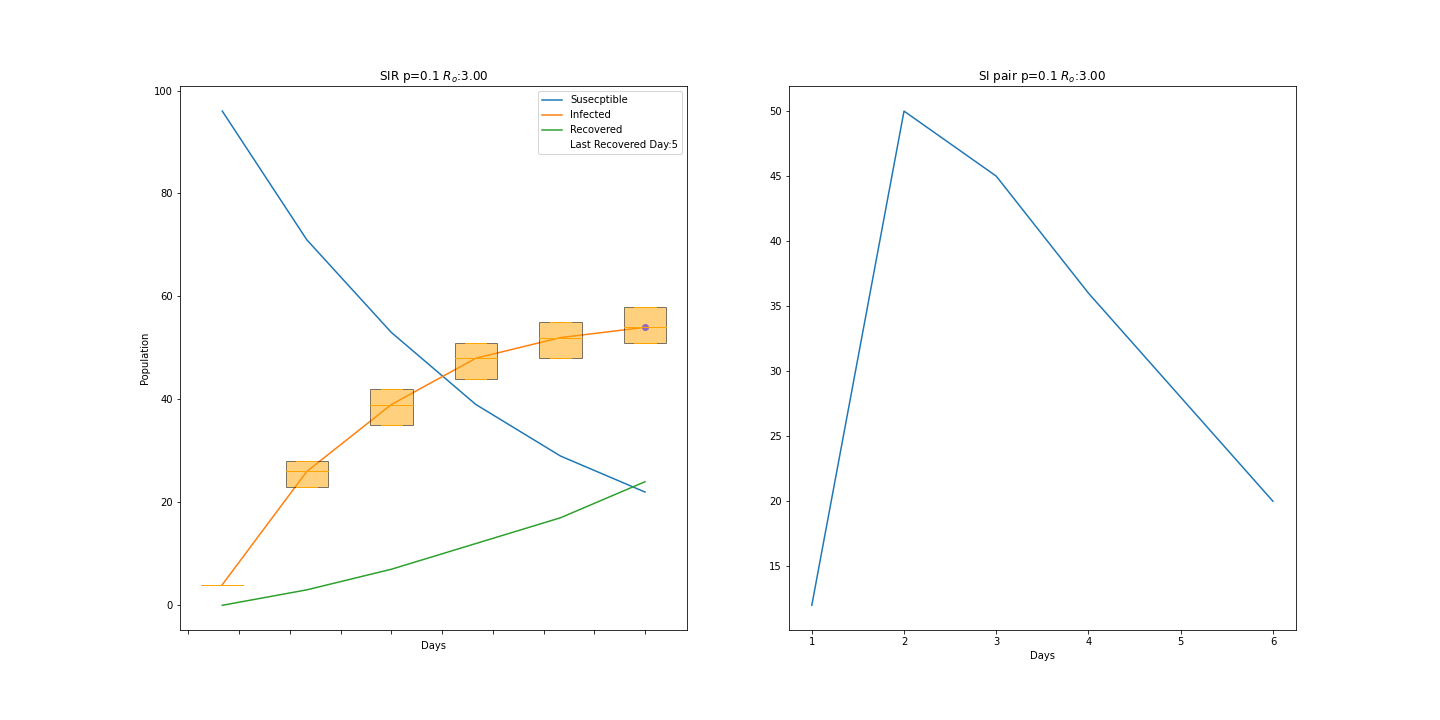 SIR p=0.1 Rₒ:3.00
100
80
60
40
20
0
Population
Susecptible
Infected
Recovered
Last Recovered Day:5
Days
SI pair p=0.1 Rₒ:3.00
50
45
40
35
30
25
20
15
1 2 3 4 5 6
Days